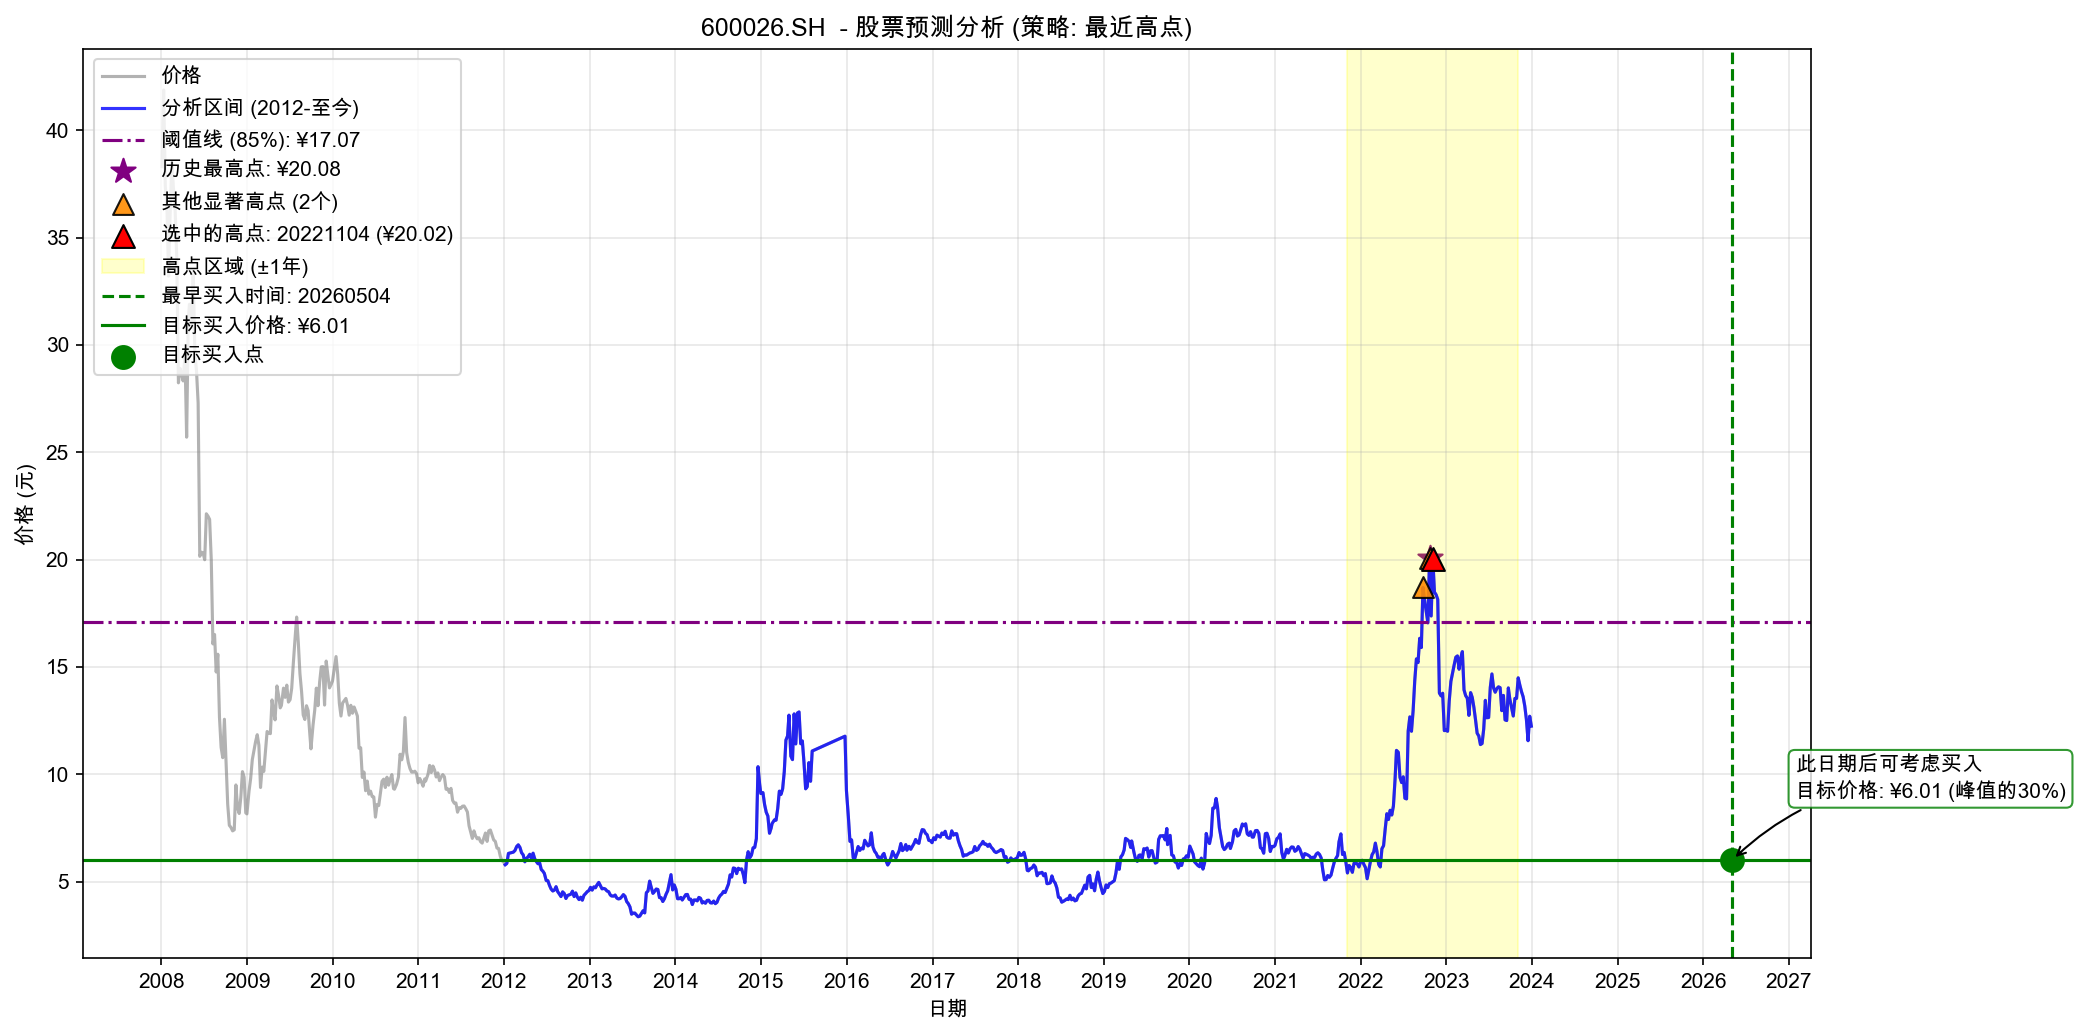 600026.SH - 股票预测分析 (策略: 最近高点)
价格
分析区间 (2012-至今)
阈值线 (85%): ¥17.07
历史最高点: ¥20.08
其他显著高点 (2个)
选中的高点: 20221104 (¥20.02)
高点区域 (±1年)
最早买入时间: 20260504
目标买入价格: ¥6.01
目标买入点
价格 (元)
40
35
30
25
20
15
10
5
此日期后可考虑买入
目标价格: ¥6.01 (峰值的30%)
2008 2009 2010 2011 2012 2013 2014 2015 2016 2017 2018 2019 2020 2021 2022 2023 2024 2025 2026 2027
日期